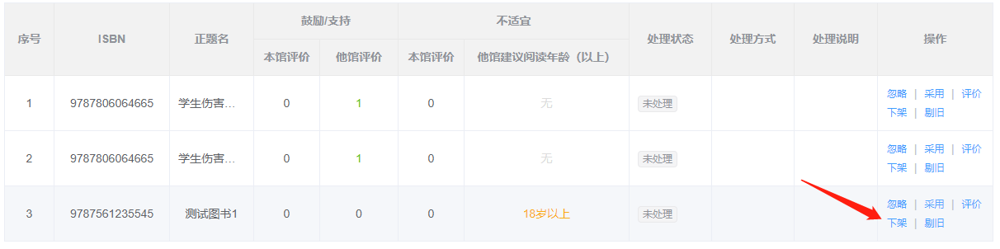 序号 ISBN 正题名 鼓励/支持 不适宜 处理状态 处理方式 处理说明 操作
本馆评价 他馆评价 本馆评价 他馆建议阅读年龄（以上）
1 9787806064665 学生伤害... 0 1 0 无 未处理 忽略 | 采用 | 评价
下架 | 剔旧
2 9787806064665 学生伤害... 0 1 0 无 未处理 忽略 | 采用 | 评价
下架 | 剔旧
3 9787561235545 测试图书1 0 0 0 18岁以上 未处理 忽略 | 采用 | 评价
下架 | 剔旧